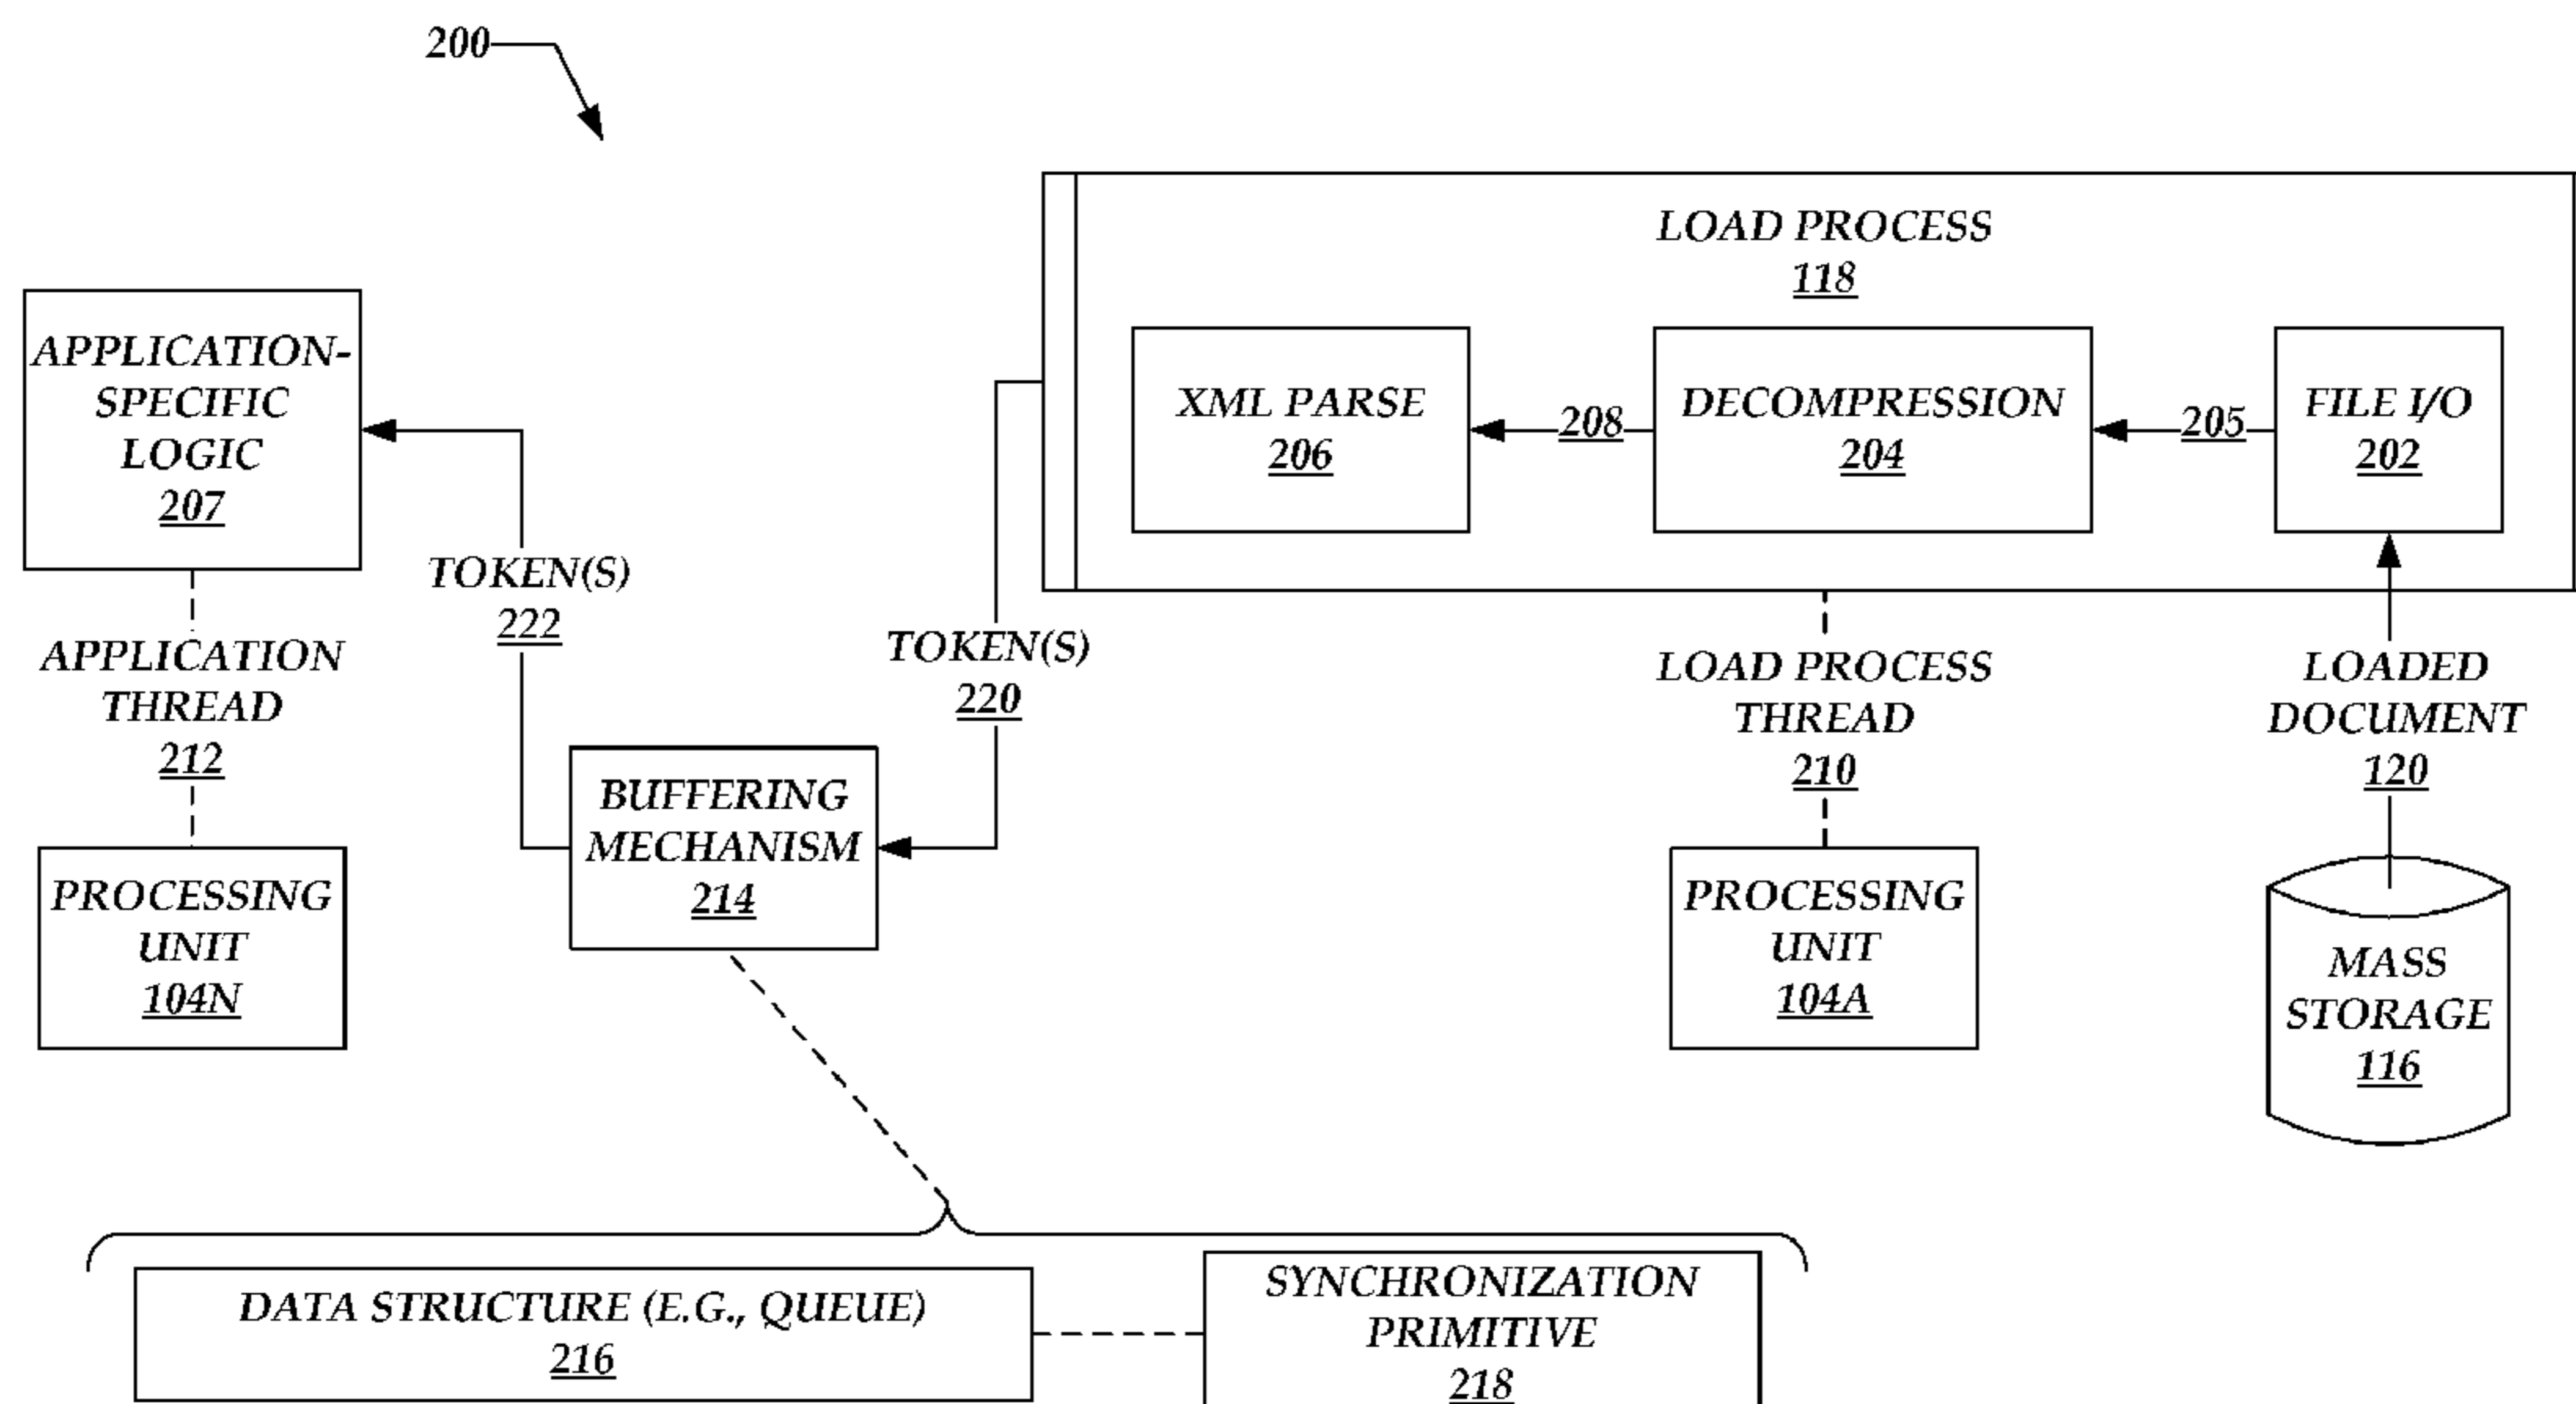 200
LOAD PROCESS
118
APPLICATION-
SPECIFIC
LOGIC
207
XML PARSE
206
208
DECOMPRESSION
204
205
FILE I/O
202
TOKEN(S)
222
TOKEN(S)
220
APPLICATION
THREAD
212
LOAD PROCESS
THREAD
210
LOADED
DOCUMENT
120
BUFFERING
MECHANISM
214
PROCESSING
UNIT
104N
PROCESSING
UNIT
104A
MASS
STORAGE
116
DATA STRUCTURE (E.G., QUEUE)
216
SYNCHRONIZATION
PRIMITIVE
218